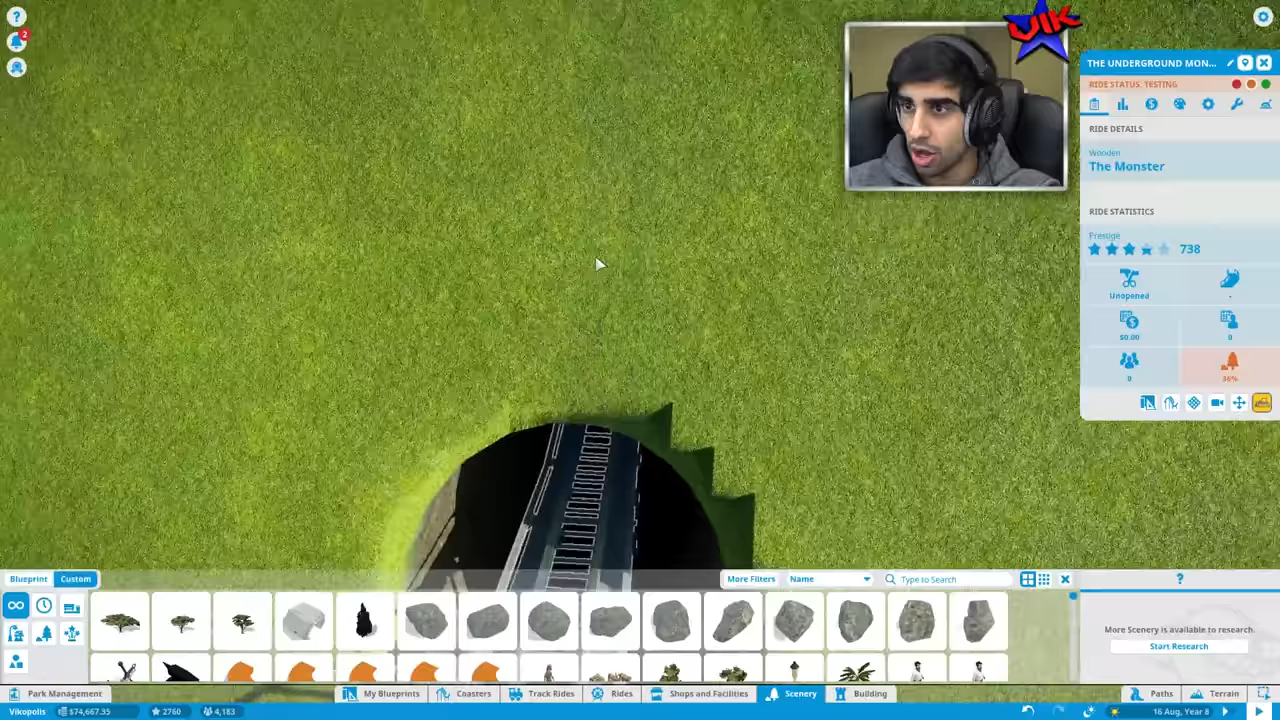 ?
VIK
2
THE UNDERGROUND MON...
RIDE STATUS: TESTING
RIDE DETAILS
Wooden
The Monster
RIDE STATISTICS
Prestige
738
Unopened
-
$0.00
0
0
36%
Blueprint
Custom
More Filters
Name
Type to Search
?
More Scenery is available to research.
Start Research
Park Management
My Blueprints
Coasters
Track Rides
Rides
Shops and Facilities
Scenery
Building
Paths
Terrain
Vikopolis
$74,667.35
2760
4,183
16 Aug, Year 8